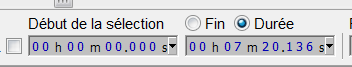 Début de la sélection Fin Durée
00 h 00 m 00.000 s 00 h 07 m 20.136 s